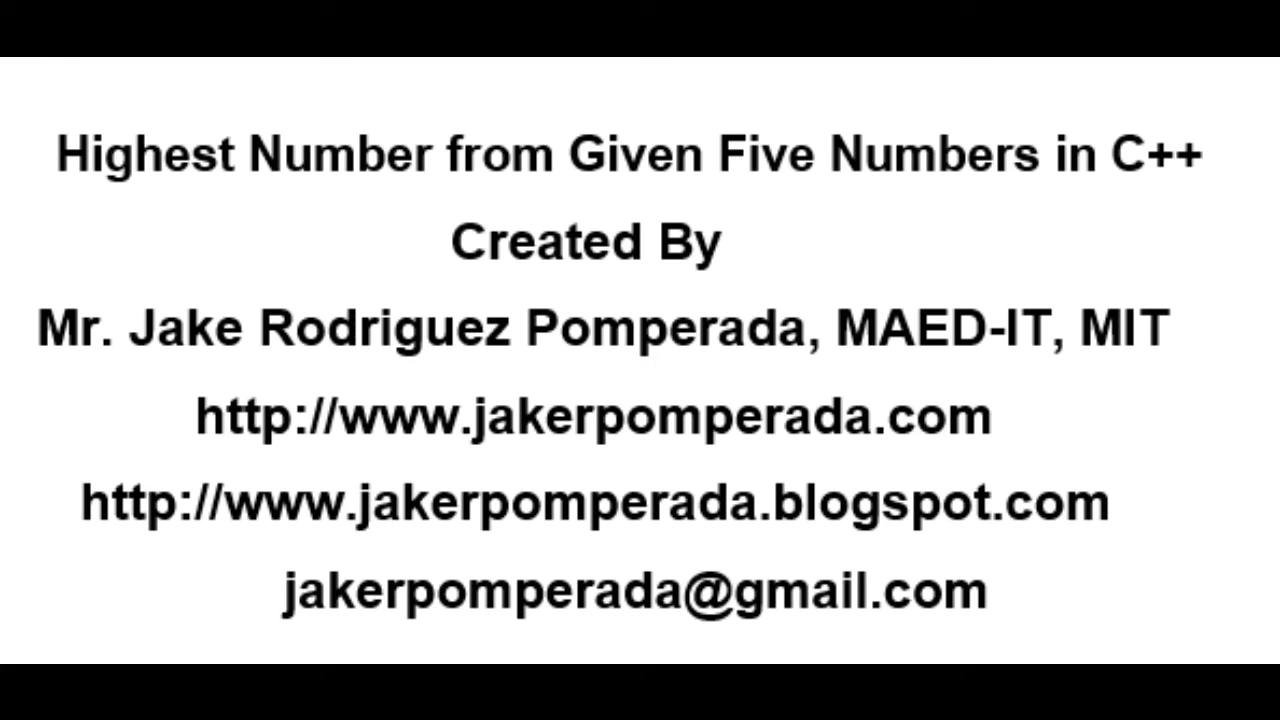 Highest Number from Given Five Numbers in C++
Created By
Mr. Jake Rodriguez Pomperada, MAED-IT, MIT
http://www.jakerpomperada.com
http://www.jakerpomperada.blogspot.com
jakerpomperada@gmail.com